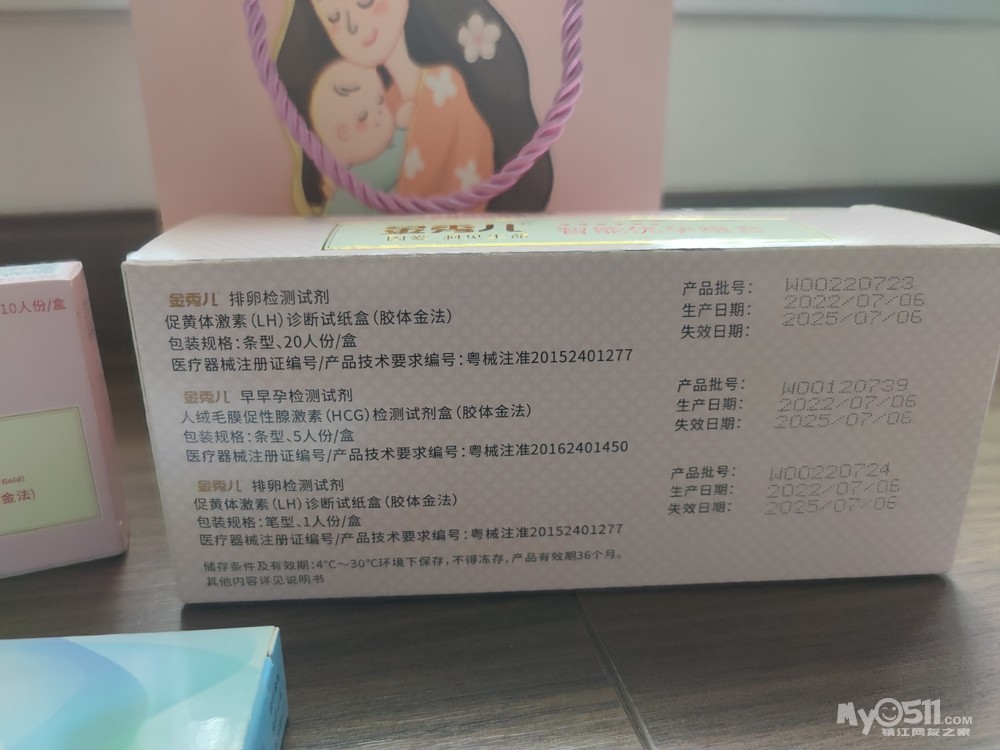 金秀儿
智能优孕组合
10人份/盒
Gold)
金法)
金秀儿 排卵检测试剂
促黄体激素(LH)诊断试纸盒(胶体金法)
包装规格:条型、20人份/盒
医疗器械注册证编号/产品技术要求编号:粤械注准20152401277
产品批号: W00220723
生产日期: 2022/07/06
失效日期: 2025/07/06
金秀儿 早早孕检测试剂
人绒毛膜促性腺激素(HCG)检测试剂盒(胶体金法)
包装规格:条型、5人份/盒
医疗器械注册证编号/产品技术要求编号:粤械注准20162401450
产品批号: W00120739
生产日期: 2022/07/06
失效日期: 2025/07/06
金秀儿 排卵检测试剂
促黄体激素(LH)诊断试纸盒(胶体金法)
包装规格:笔型、1人份/盒
医疗器械注册证编号/产品技术要求编号:粤械注准20152401277
产品批号: W00220724
生产日期: 2022/07/06
失效日期: 2025/07/06
储存条件及有效期:4℃~30℃环境下保存,不得冻存。产品有效期36个月。
其他内容详见说明书
My0511.COM
镇江网友之家